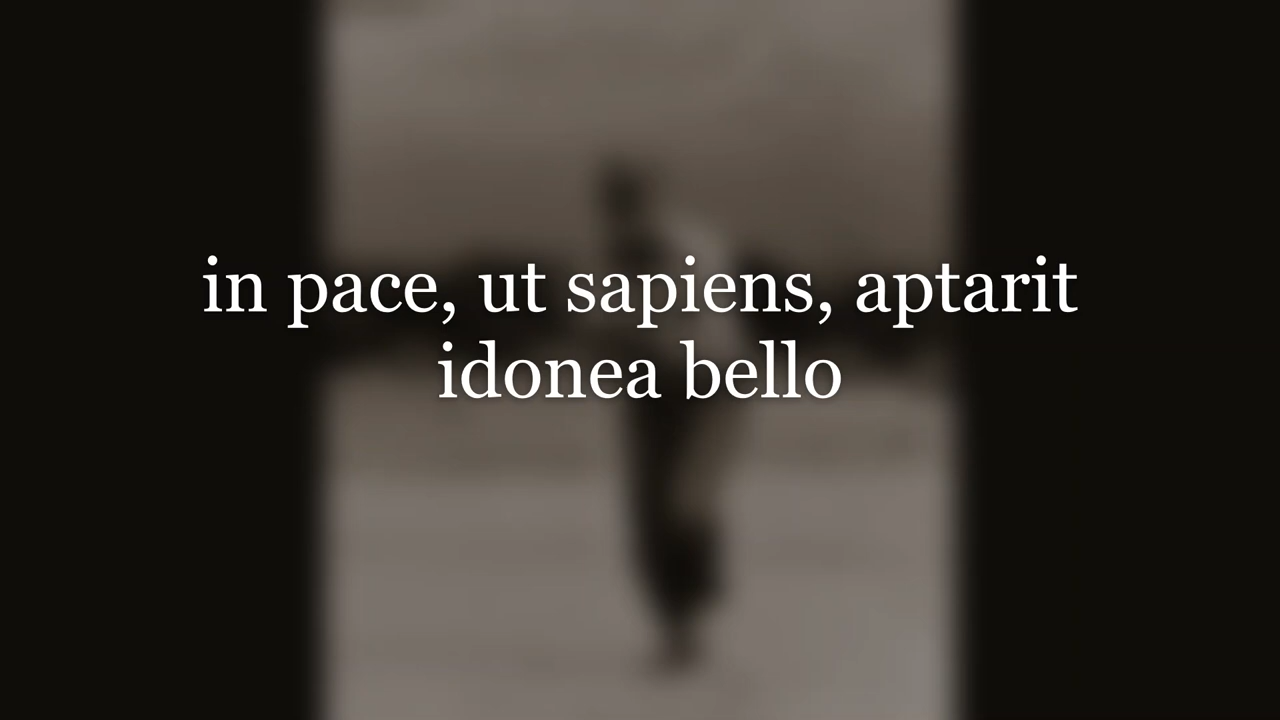 in pace, ut sapiens, aptarit
idonea bello